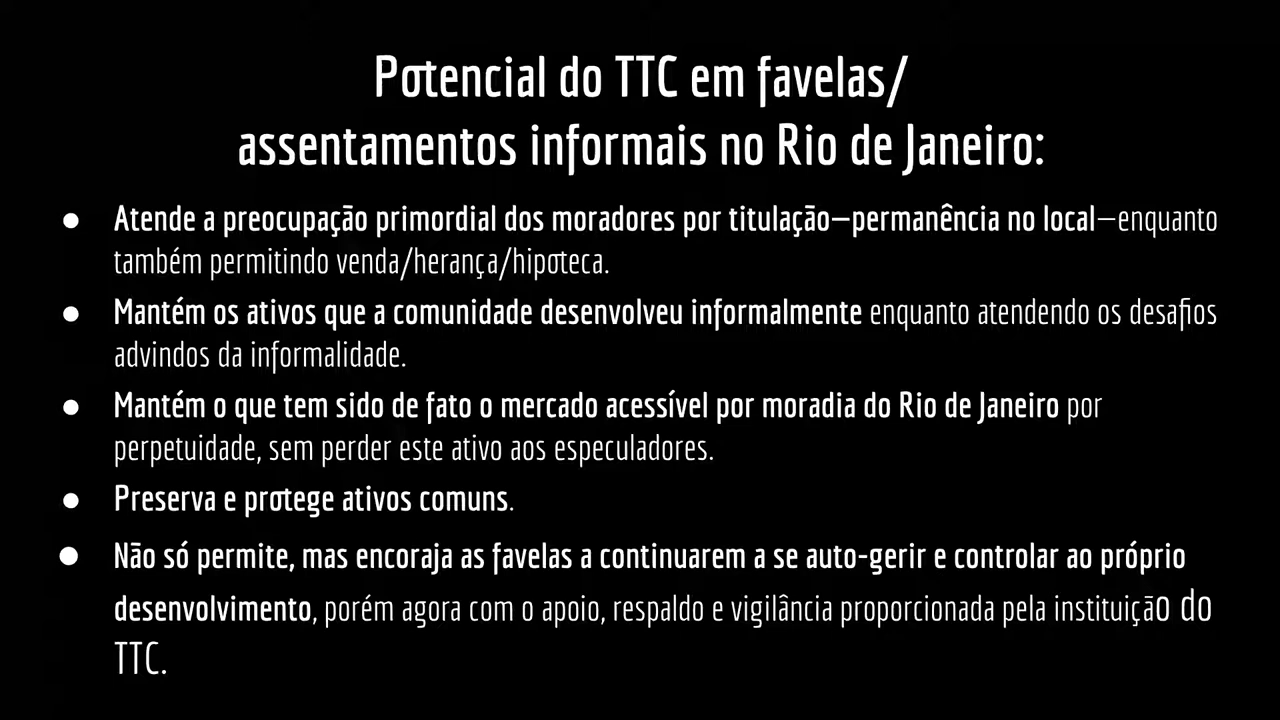 Potencial do TTC em favelas/
assentamentos informais no Rio de Janeiro:
● Atende a preocupação primordial dos moradores por titulação—permanência no local—enquanto
também permitindo venda/herança/hipoteca.
● Mantém os ativos que a comunidade desenvolveu informalmente enquanto atendendo os desafios
advindos da informalidade.
● Mantém o que tem sido de fato o mercado acessível por moradia do Rio de Janeiro por
perpetuidade, sem perder este ativo aos especuladores.
● Preserva e protege ativos comuns.
● Não só permite, mas encoraja as favelas a continuarem a se auto-gerir e controlar ao próprio
desenvolvimento, porém agora com o apoio, respaldo e vigilância proporcionada pela instituição do
TTC.